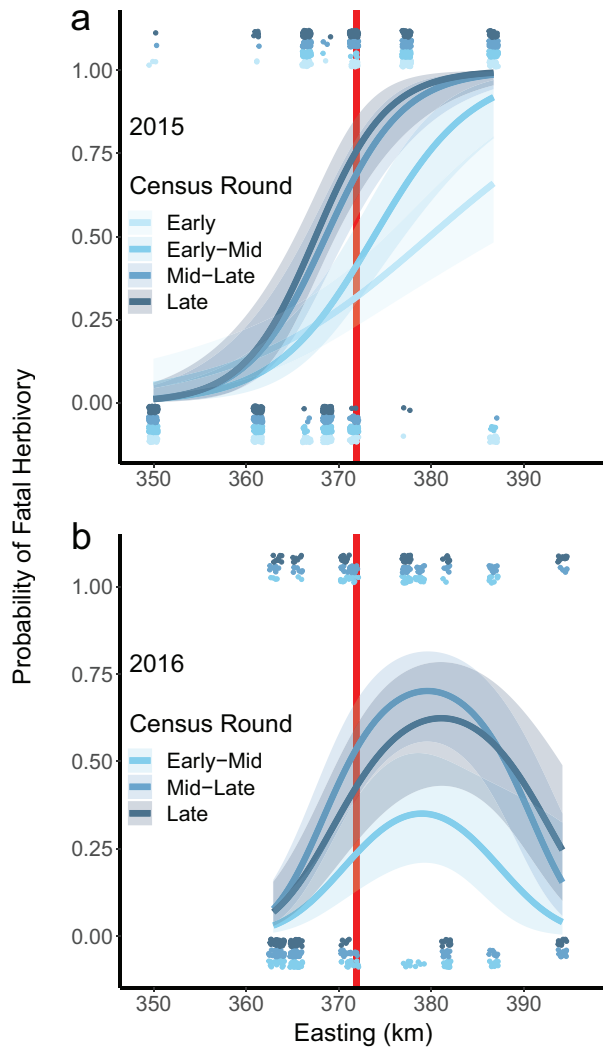 a
2015
Census Round
Early
Early−Mid
Mid−Late
Late
1.00
0.75
0.50
0.25
0.00
350 360 370 380 390
Probability of Fatal Herbivory
b
2016
Census Round
Early−Mid
Mid−Late
Late
1.00
0.75
0.50
0.25
0.00
350 360 370 380 390
Easting (km)